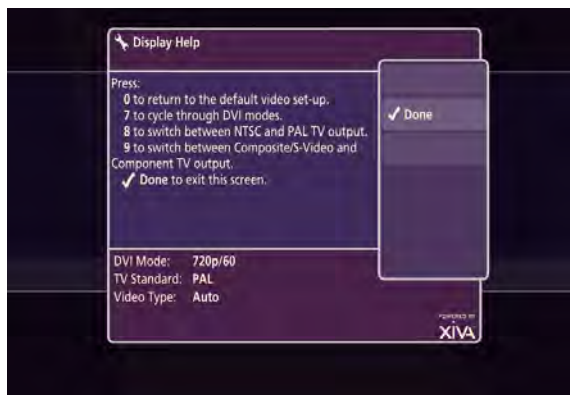 Display Help
Press:
0 to return to the default video set-up.
7 to cycle through DVI modes.
8 to switch between NTSC and PAL TV output.
9 to switch between Composite/S-Video and
Component TV output.
✓ Done to exit this screen.
✓ Done
DVI Mode: 720p/60
TV Standard: PAL
Video Type: Auto
POWERED BY
XiVA